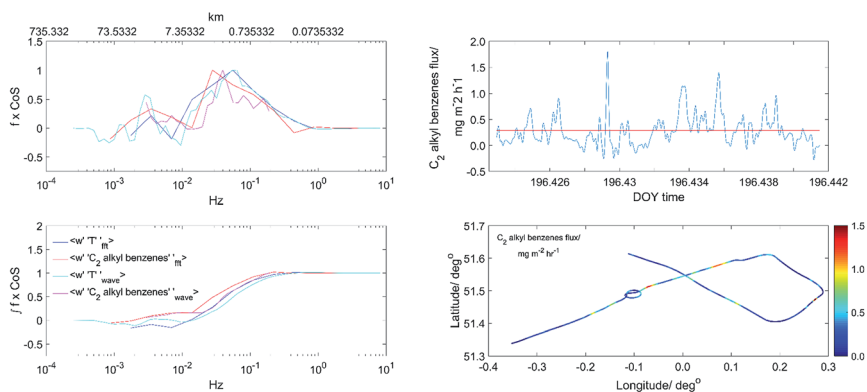 km
735.332 73.5332 7.35332 0.735332 0.0735332
1.5
1
0.5
0
-0.5
f x CoS
10^-4 10^-3 10^-2 10^-1 10^0 10^1
Hz
2.0
1.5
1.0
0.5
0.0
-0.5
C2 alkyl benzenes flux/
mg m^-2 h^-1
196.426 196.43 196.434 196.438 196.442
DOY time
2
1.5
1
0.5
0
-0.5
∫ f x CoS
<w' 'T' 'fft>
<w' 'C2 alkyl benzenes' 'fft>
<w' 'T' 'wave>
<w' 'C2 alkyl benzenes' 'wave>
10^-4 10^-3 10^-2 10^-1 10^0 10^1
Hz
51.7
51.6
51.5
51.4
51.3
Latitude/ deg°
C2 alkyl benzenes flux/
mg m^-2 hr^-1
-0.4 -0.3 -0.2 -0.1 0.0 0.1 0.2 0.3
Longitude/ deg°
1.5
1.0
0.5
0.0